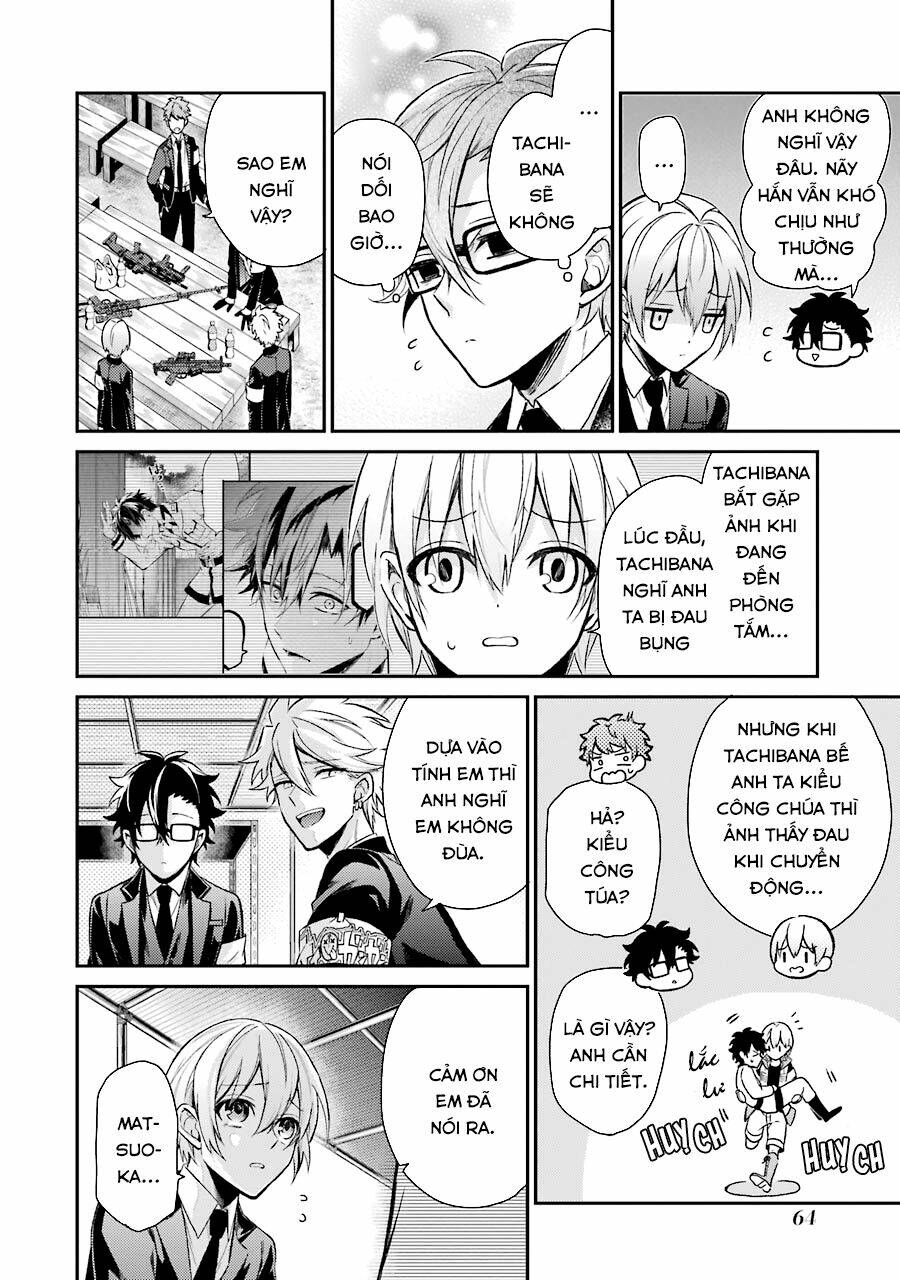 ANH KHÔNG
NGHĨ VẬY
ĐÂU. NÃY
HẮN VẪN KHÓ
CHỊU NHƯ
THƯỜNG
MÀ...
...
...
TACHI-
BANA
SẼ
KHÔNG
NÓI
DỐI
BAO
GIỜ...
SAO EM
NGHĨ
VẬY?
TACHIBANA
BẮT GẶP
ẢNH KHI
ĐANG
ĐẾN
PHÒNG
TẮM...
LÚC ĐẦU,
TACHIBANA
NGHĨ ANH
TA BỊ ĐAU
BỤNG
NHƯNG KHI
TACHIBANA BẾ
ANH TA KIỂU
CÔNG CHÚA THÌ
ẢNH THẤY ĐAU
KHI CHUYỂN
ĐỘNG...
HẢ?
KIỂU
CÔNG
TÚA?
LÀ GÌ VẬY?
ANH CẦN
CHI TIẾT.
lắc
lư
HUỴCH
HUỴCH
DỰA VÀO
TÍNH EM THÌ
ANH NGHĨ
EM KHÔNG
ĐÙA.
CẢM ƠN
EM ĐÃ
NÓI RA.
MAT-
SUO-
KA...
64